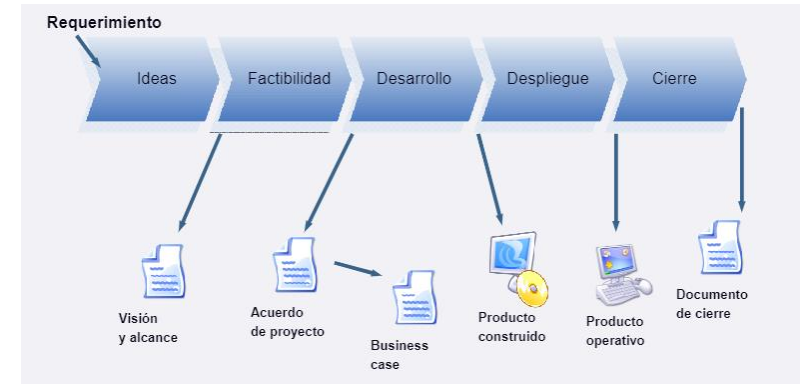 Requerimiento
Ideas
Factibilidad
Desarrollo
Despliegue
Cierre
Visión
y alcance
Acuerdo
de proyecto
Business
case
Producto
construido
Producto
operativo
Documento
de cierre